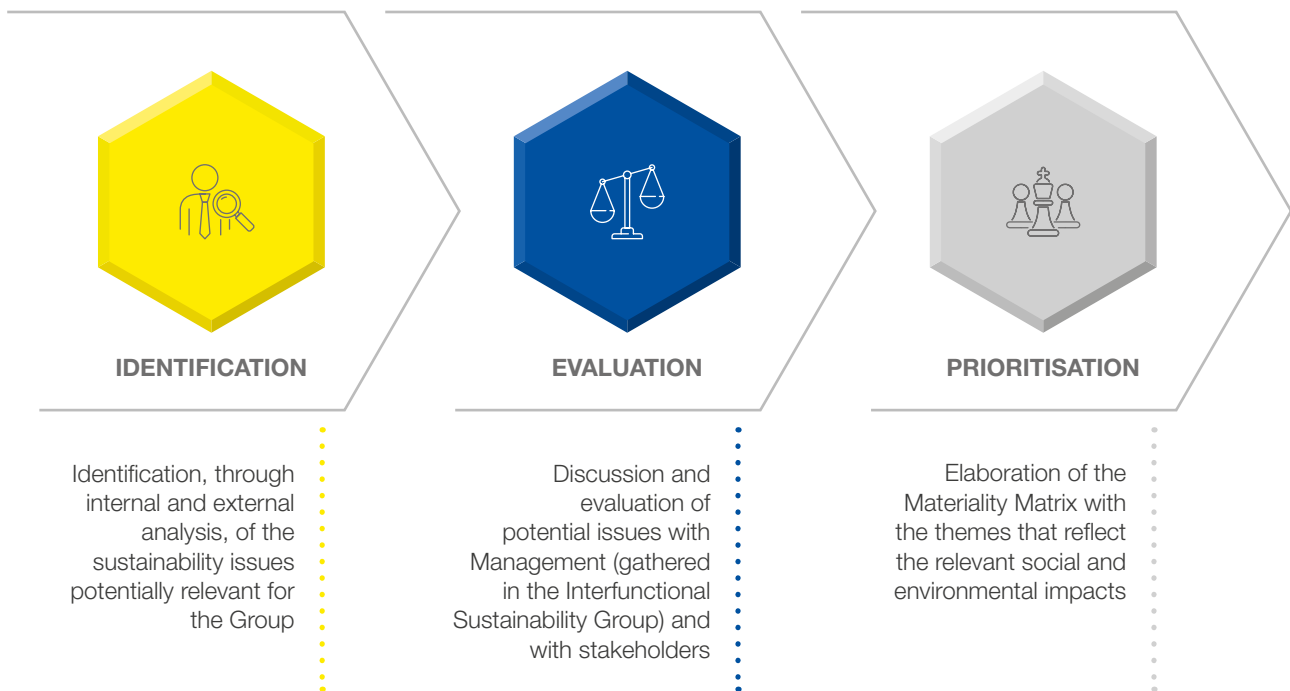 IDENTIFICATION
EVALUATION
PRIORITISATION
Identification, through
internal and external
analysis, of the
sustainability issues
potentially relevant for
the Group
Discussion and
evaluation of
potential issues with
Management (gathered
in the Interfunctional
Sustainability Group) and
with stakeholders
Elaboration of the
Materiality Matrix with
the themes that reflect
the relevant social and
environmental impacts